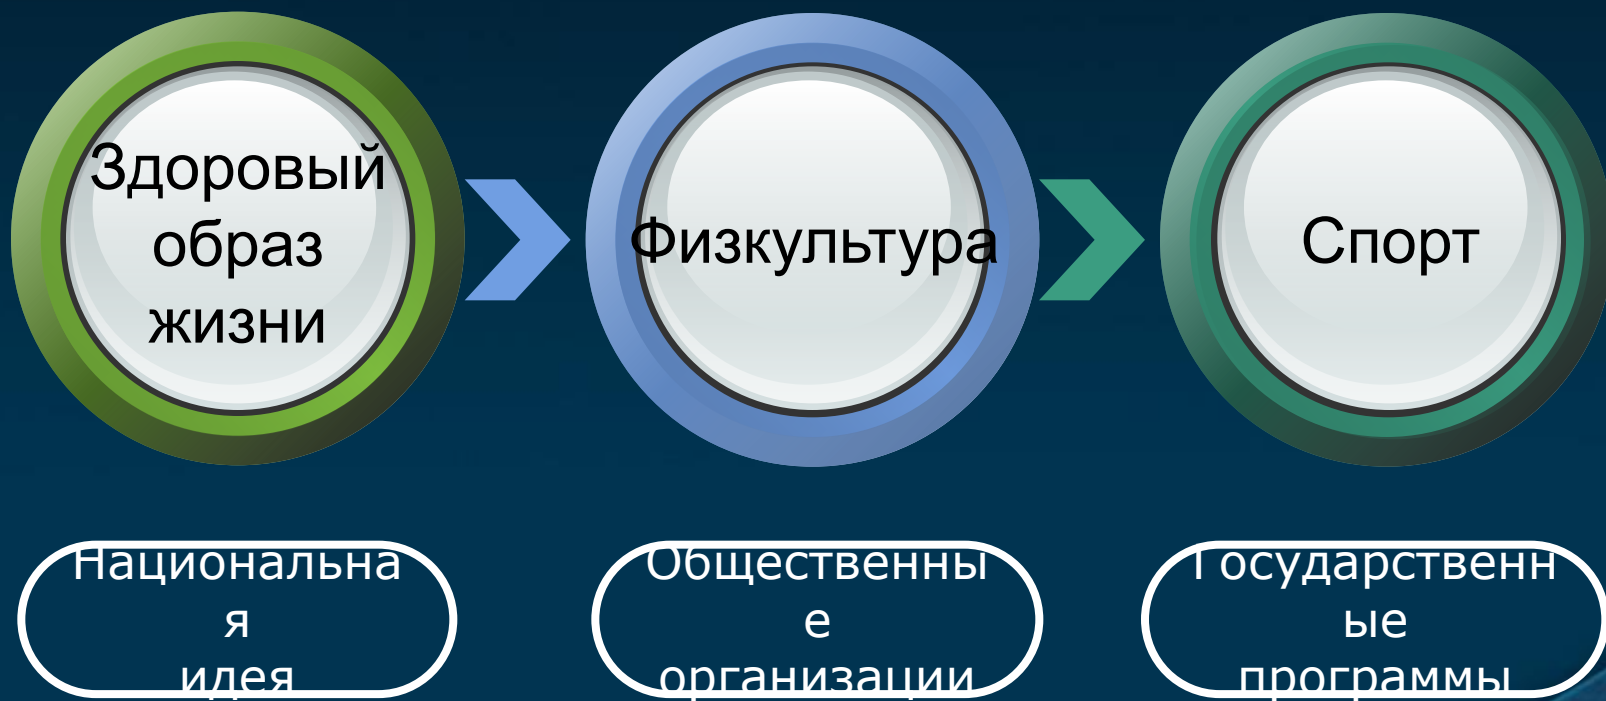 Здоровый
образ
жизни
Физкультура
Спорт
Национальна
я
идея
Общественны
е
организации
Государственн
ые
программы